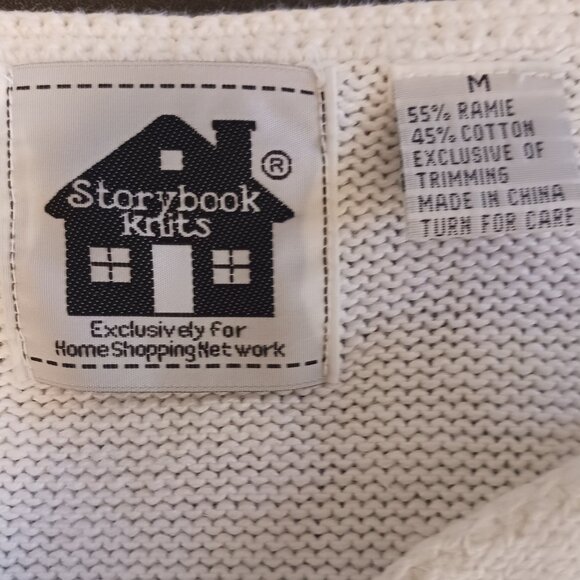 Storybook
knits
®
Exclusively for
Home Shopping Network
M
55% RAMIE
45% COTTON
EXCLUSIVE OF
TRIMMING
MADE IN CHINA
TURN FOR CARE